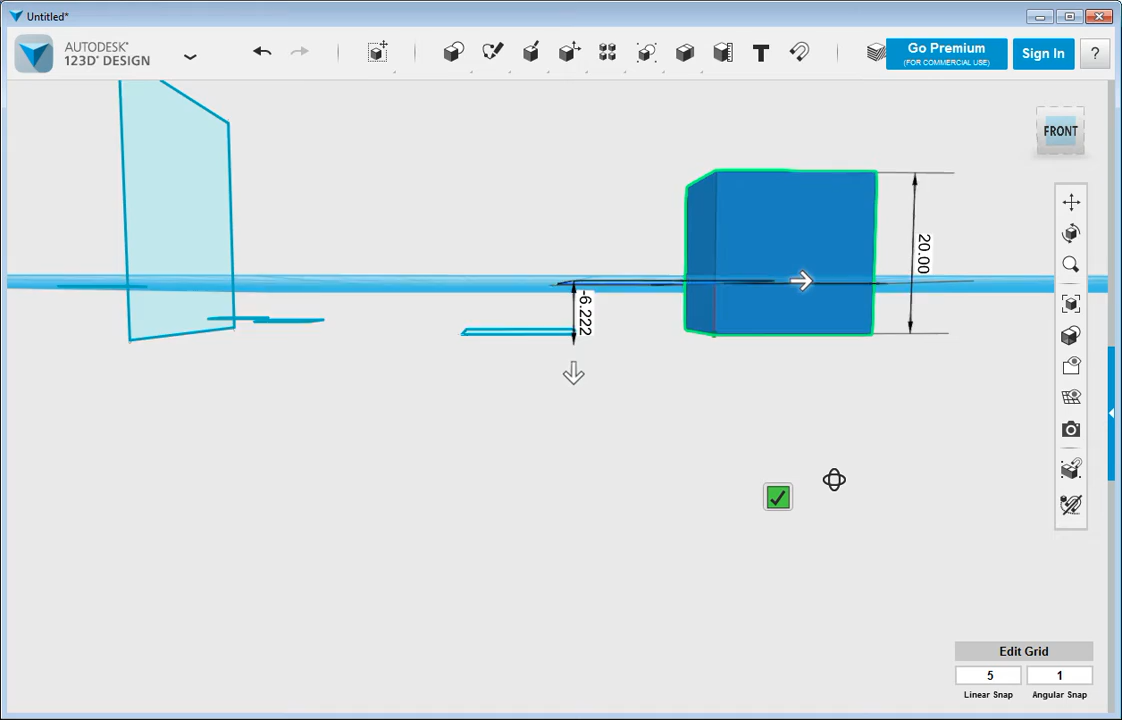 Untitled*
AUTODESK®
123D® DESIGN
Go Premium
(FOR COMMERCIAL USE)
Sign In
?
FRONT
20.00
-6.222
Edit Grid
5
1
Linear Snap
Angular Snap